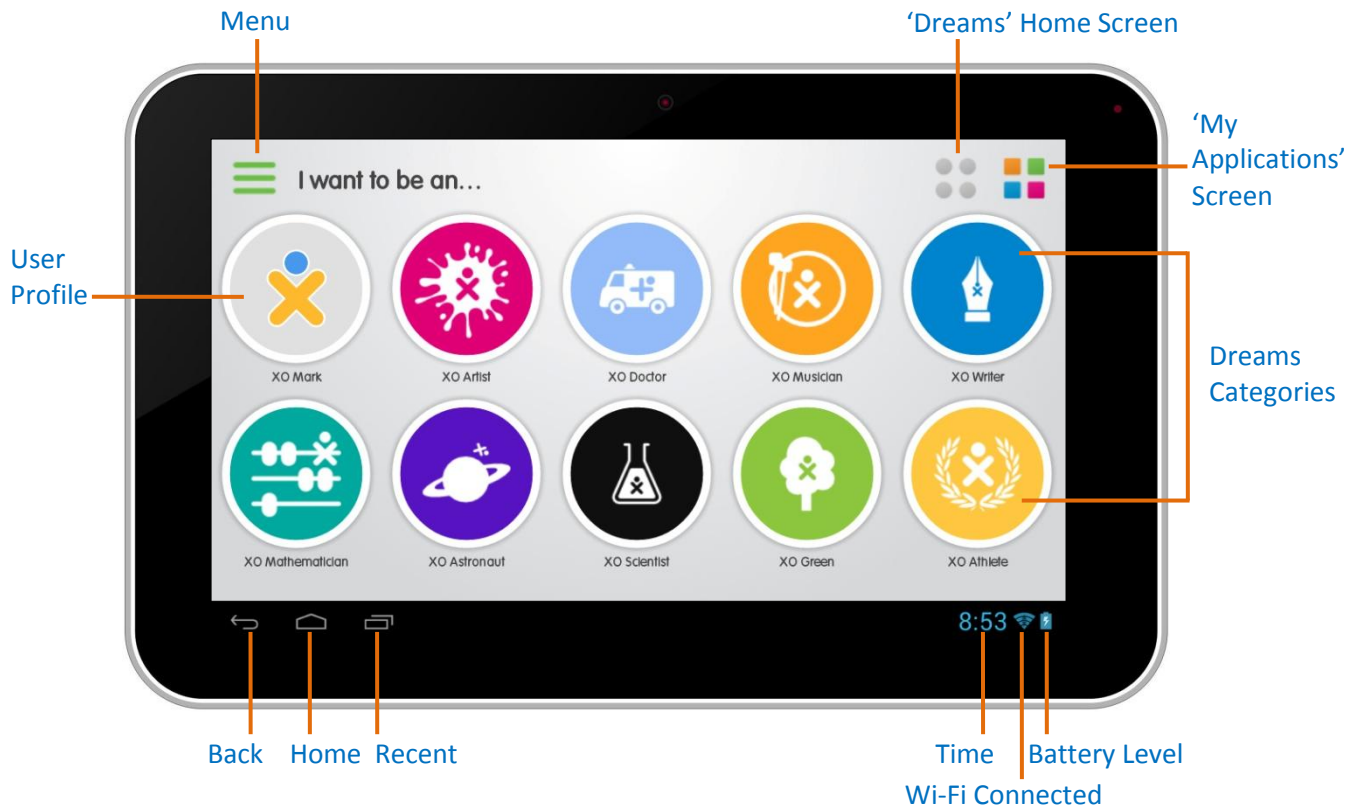 Menu
‘Dreams’ Home Screen
‘My
Applications’
Screen
I want to be an...
User
Profile
XO Mark
XO Artist
XO Doctor
XO Musician
XO Writer
Dreams
Categories
XO Mathematician
XO Astronaut
XO Scientist
XO Green
XO Athlete
8:53
Back
Home
Recent
Time
Battery Level
Wi-Fi Connected